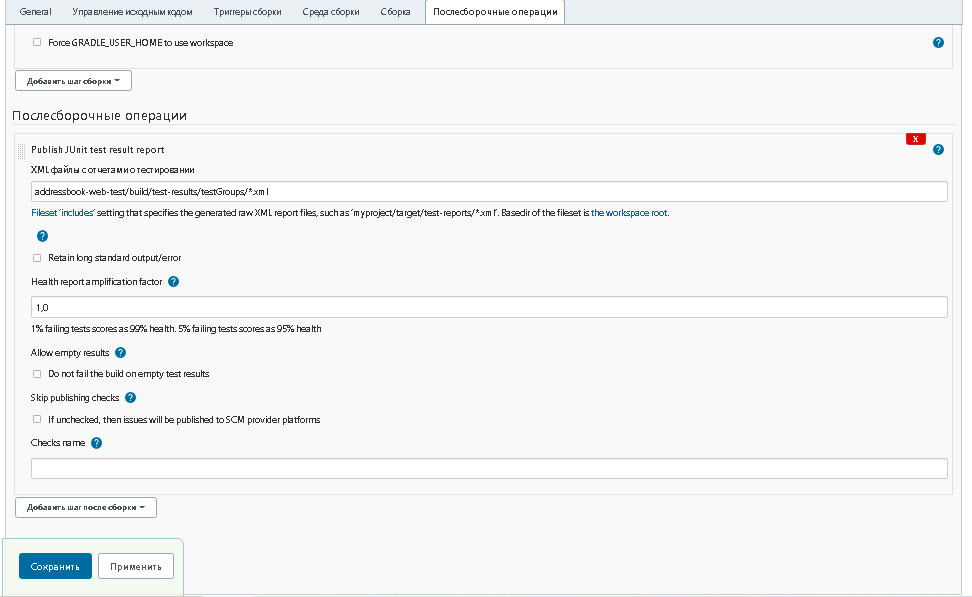 General Управление исходным кодом Триггеры сборки Среда сборки Сборка Послесборочные операции
Force GRADLE_USER_HOME to use workspace
?
Добавить шаг сборки
Послесборочные операции
X
Publish JUnit test result report
?
XML файлы с отчетами о тестировании
addressbook-web-test/build/test-results/testGroups/*.xml
Fileset 'includes' setting that specifies the generated raw XML report files, such as 'myproject/target/test-reports/*.xml'. Basedir of the fileset is the workspace root.
?
Retain long standard output/error
Health report amplification factor ?
1,0
1% failing tests scores as 99% health. 5% failing tests scores as 95% health
Allow empty results ?
Do not fail the build on empty test results
Skip publishing checks ?
If unchecked, then issues will be published to SCM provider platforms
Checks name ?
Добавить шаг после сборки
Сохранить Применить